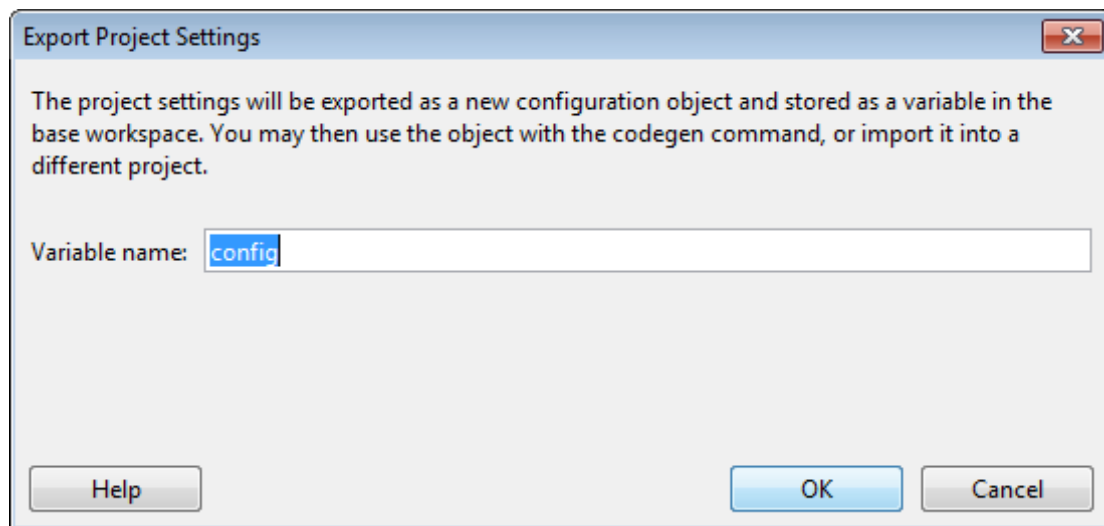 Export Project Settings
The project settings will be exported as a new configuration object and stored as a variable in the
base workspace. You may then use the object with the codegen command, or import it into a
different project.
Variable name: config
Help OK Cancel